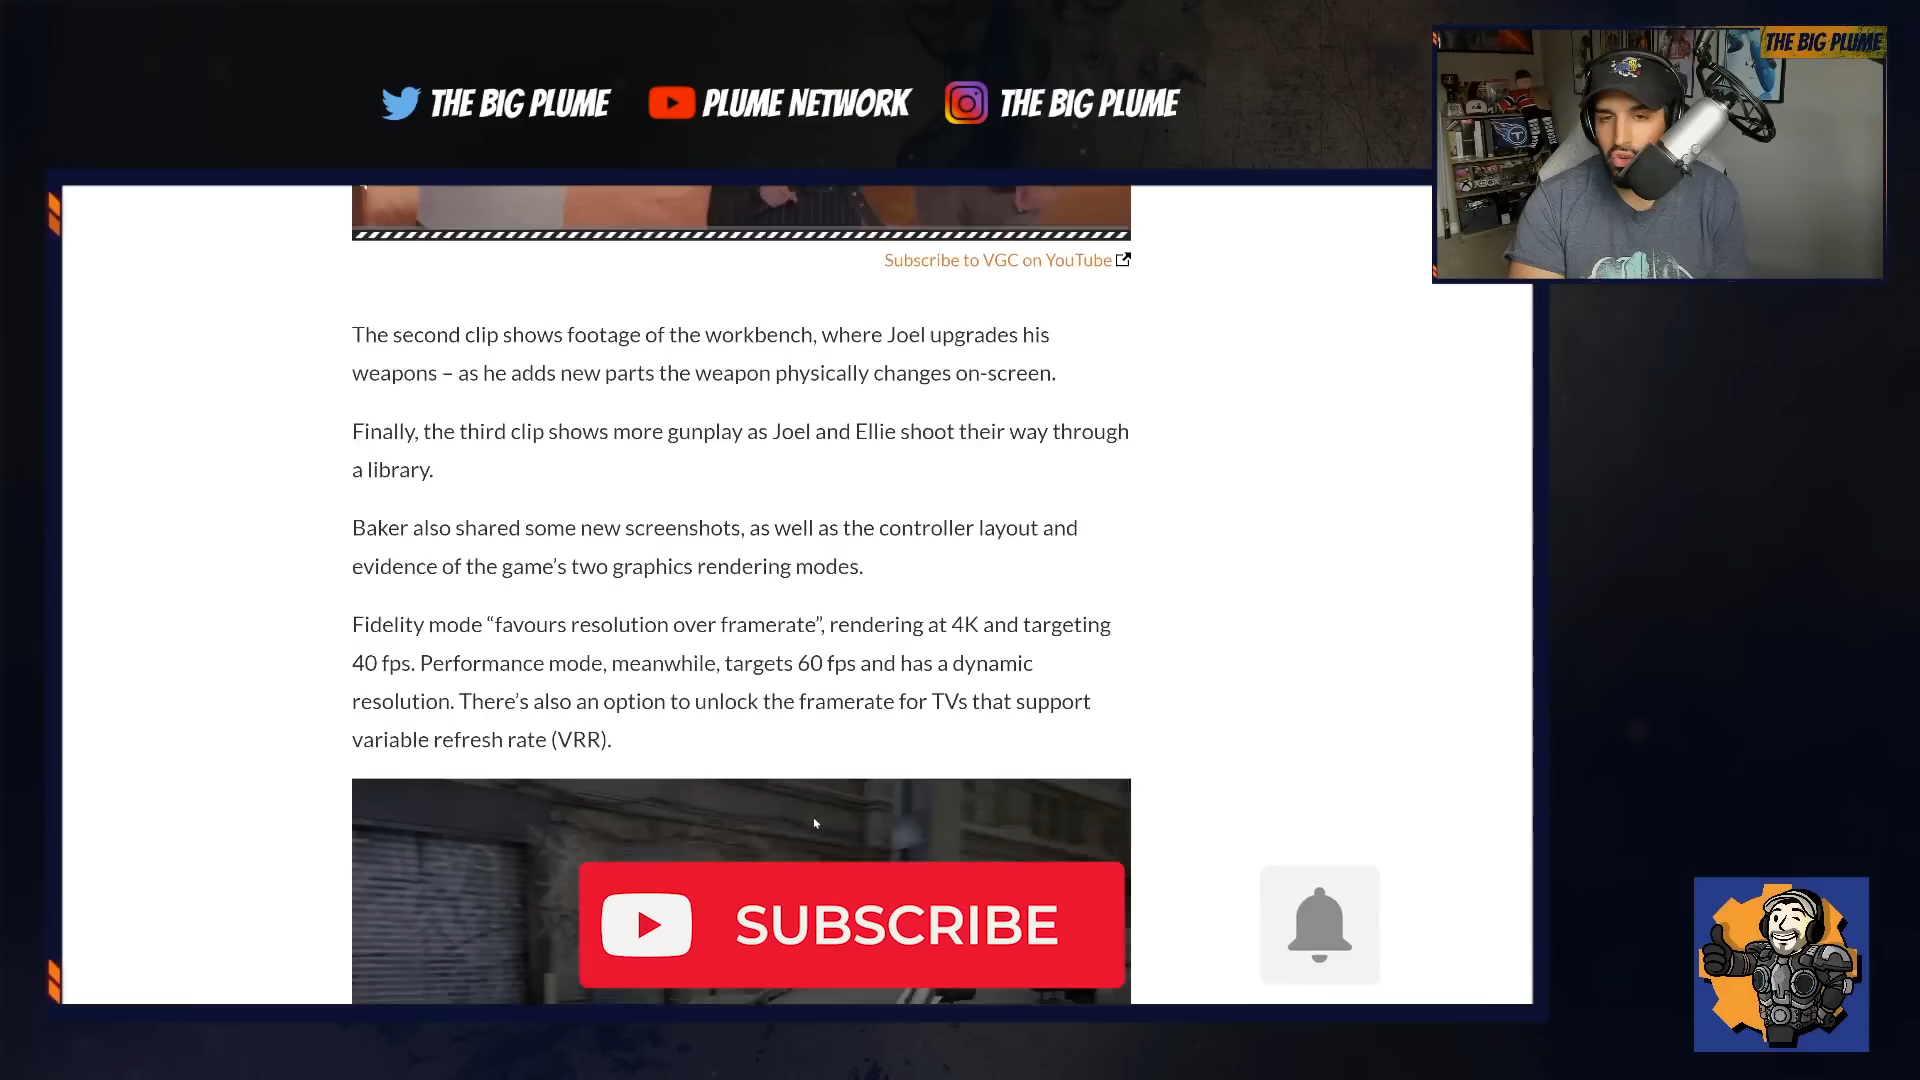 THE BIG PLUME
PLUME NETWORK
THE BIG PLUME
THE BIG PLUME
XBOX
Subscribe to VGC on YouTube
The second clip shows footage of the workbench, where Joel upgrades his
weapons – as he adds new parts the weapon physically changes on-screen.
Finally, the third clip shows more gunplay as Joel and Ellie shoot their way through
a library.
Baker also shared some new screenshots, as well as the controller layout and
evidence of the game’s two graphics rendering modes.
Fidelity mode “favours resolution over framerate”, rendering at 4K and targeting
40 fps. Performance mode, meanwhile, targets 60 fps and has a dynamic
resolution. There’s also an option to unlock the framerate for TVs that support
variable refresh rate (VRR).
SUBSCRIBE